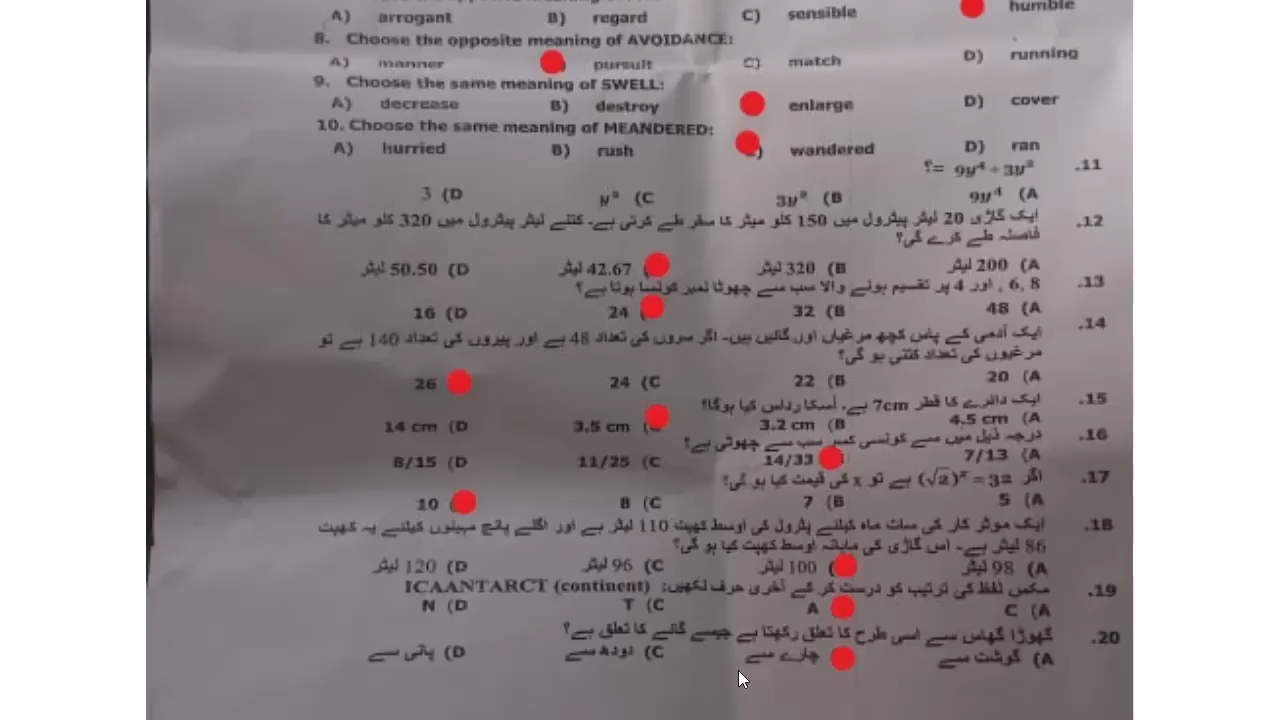 A) arrogant B) regard C) sensible humble
8. Choose the opposite meaning of AVOIDANCE:
A) manner pursuit C) match D) running
9. Choose the same meaning of SWELL:
A) decrease B) destroy enlarge D) cover
10. Choose the same meaning of MEANDERED:
A) hurried B) rush ) wandered D) ran
.11 9y⁴ ÷ 3y² =؟
A) 9y⁴ B) 3y² C) y² D) 3
.12 ایک گاڑی 20 لیٹر پیٹرول میں 150 کلو میٹر کا سفر طے کرتی ہے۔ کتنے لیٹر پیٹرول میں 320 کلو میٹر کا
فاصلہ طے کرے گی؟
A) 200 لیٹر B) 320 لیٹر 42.67 لیٹر D) 50.50 لیٹر
.13 8 ,6 , اور 4 پر تقسیم ہونے والا سب سے چھوٹا نمبر کونسا ہوتا ہے؟
A) 48 B) 32 24 D) 16
.14 ایک آدمی کے پاس کچھ مرغیاں اور گائیں ہیں۔ اگر سروں کی تعداد 48 ہے اور پیروں کی تعداد 140 ہے تو
مرغیوں کی تعداد کتنی ہو گی؟
A) 20 B) 22 C) 24 26
.15 ایک دائرے کا قطر 7cm ہے۔ اُسکا رداس کیا ہوگا؟
A) 4.5 cm B) 3.2 cm 3.5 cm D) 14 cm
.16 درجہ ذیل میں سے کونسی کسر سب سے چھوٹی ہے؟
A) 7/13 14/33 C) 11/25 D) 8/15
.17 اگر (√2)ˣ = 32 ہے تو x کی قیمت کیا ہو گی؟
A) 5 B) 7 C) 8 10
.18 ایک موٹر کار کی سات ماہ کیلئے پٹرول کی اوسط کھپت 110 لیٹر ہے اور اگلے پانچ مہینوں کیلئے یہ کھپت
86 لیٹر ہے۔ اس گاڑی کی ماہانہ اوسط کھپت کیا ہو گی؟
A) 98 لیٹر 100 لیٹر C) 96 لیٹر D) 120 لیٹر
.19 مکس لفظ کی ترتیب کو درست کر کے آخری حرف لکھیں: ICAANTARCT (continent)
A) C A C) T D) N
.20 گھوڑا گھاس سے اسی طرح کا تعلق رکھتا ہے جیسے گائے کا تعلق ہے؟
A) گوشت سے چارے سے C) دودھ سے D) پانی سے